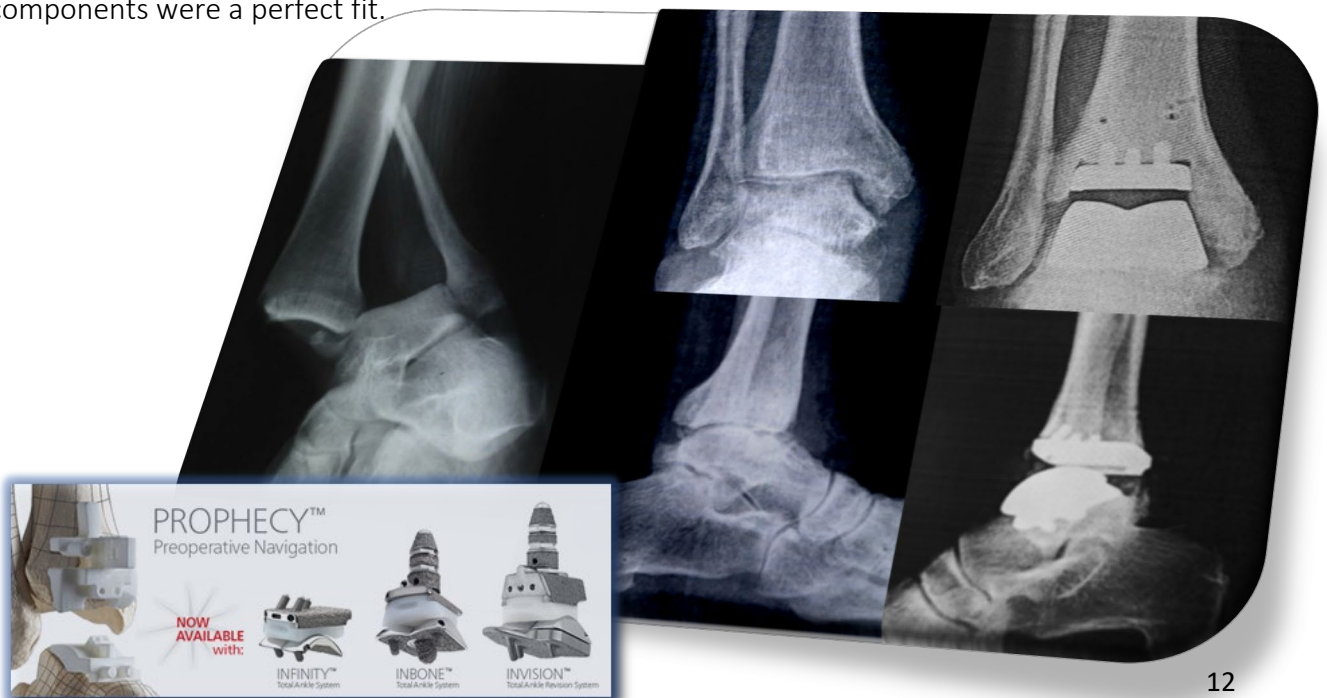 components were a perfect fit.
PROPHECY™
Preoperative Navigation
NOW
AVAILABLE
with:
INFINITY™
Total Ankle System
INBONE™
Total Ankle System
INVISION™
Total Ankle Revision System
12